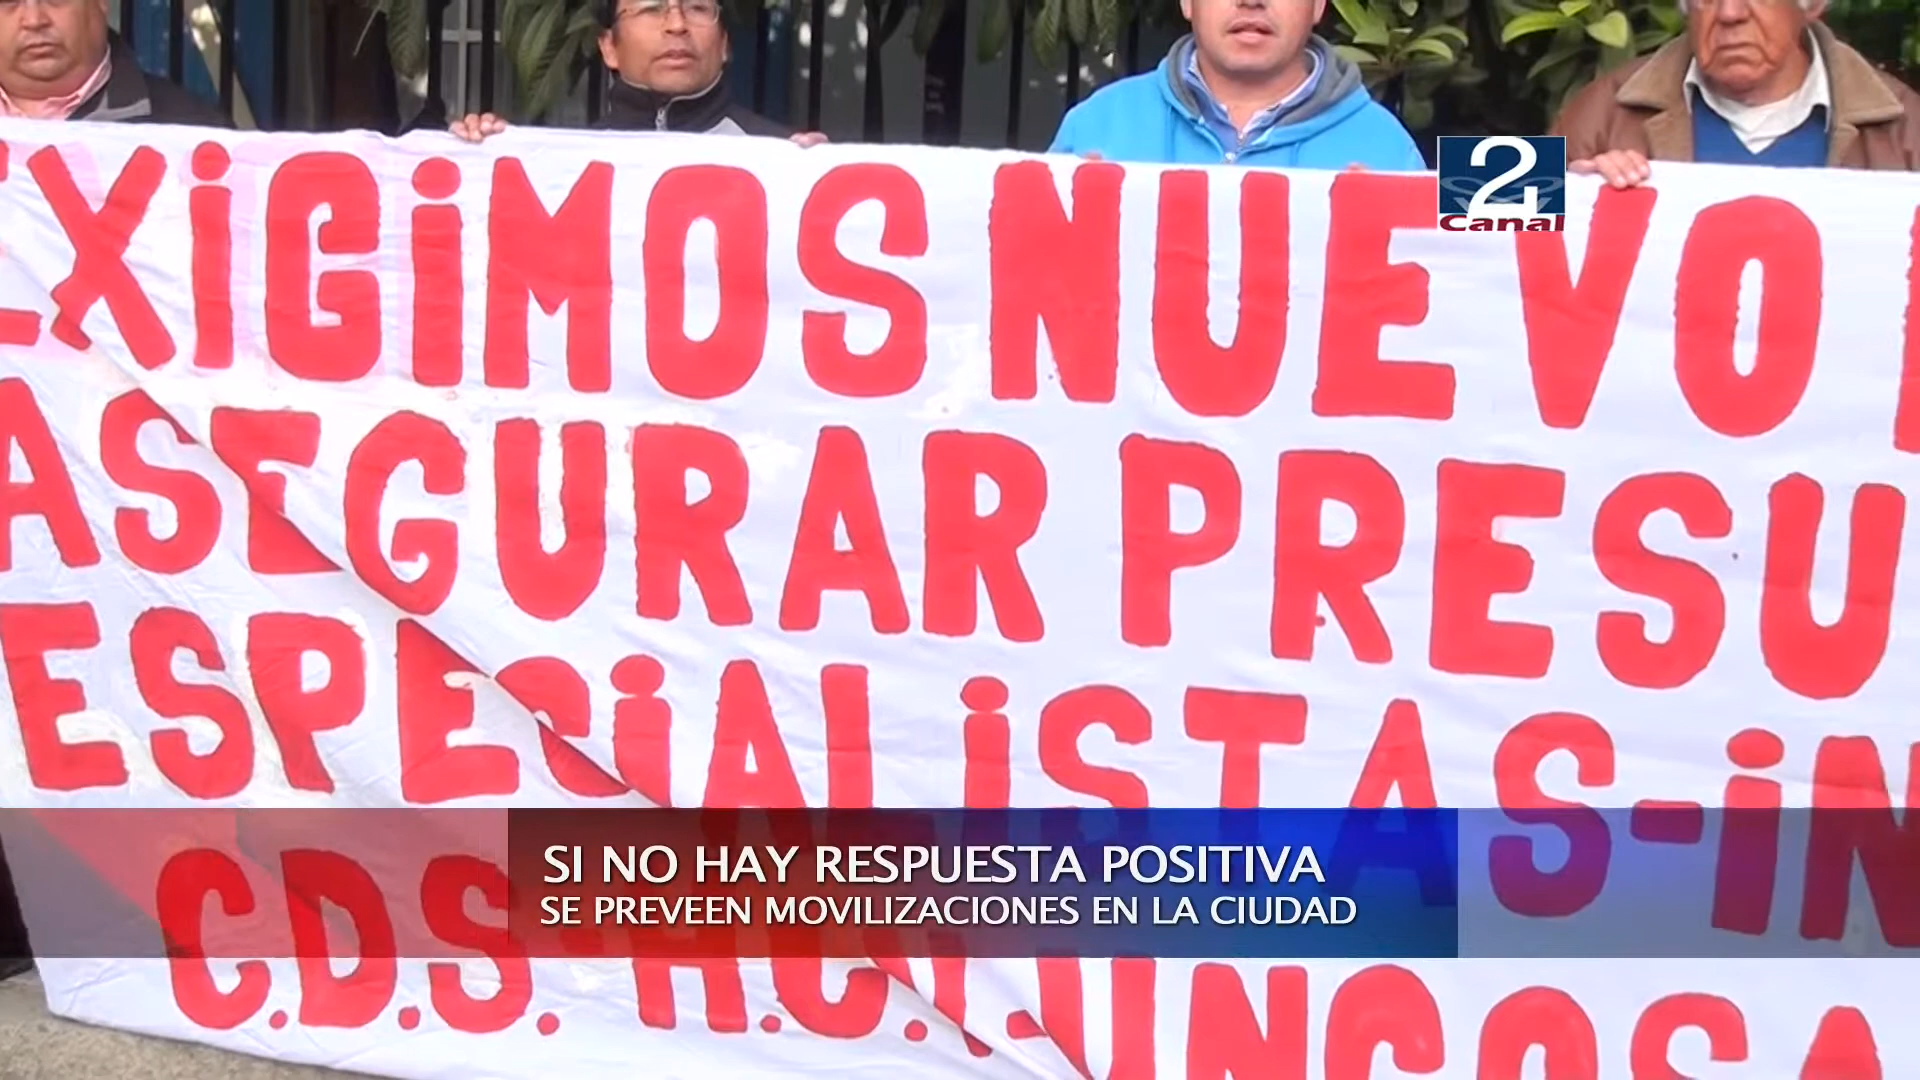 EXiGiMOS NUEVO
ASEGURAR PRESU
ESPECiALiSTAS-iN
C.D.S. H.C.T.-UNCOSA
2
Canal
SI NO HAY RESPUESTA POSITIVA
SE PREVEEN MOVILIZACIONES EN LA CIUDAD